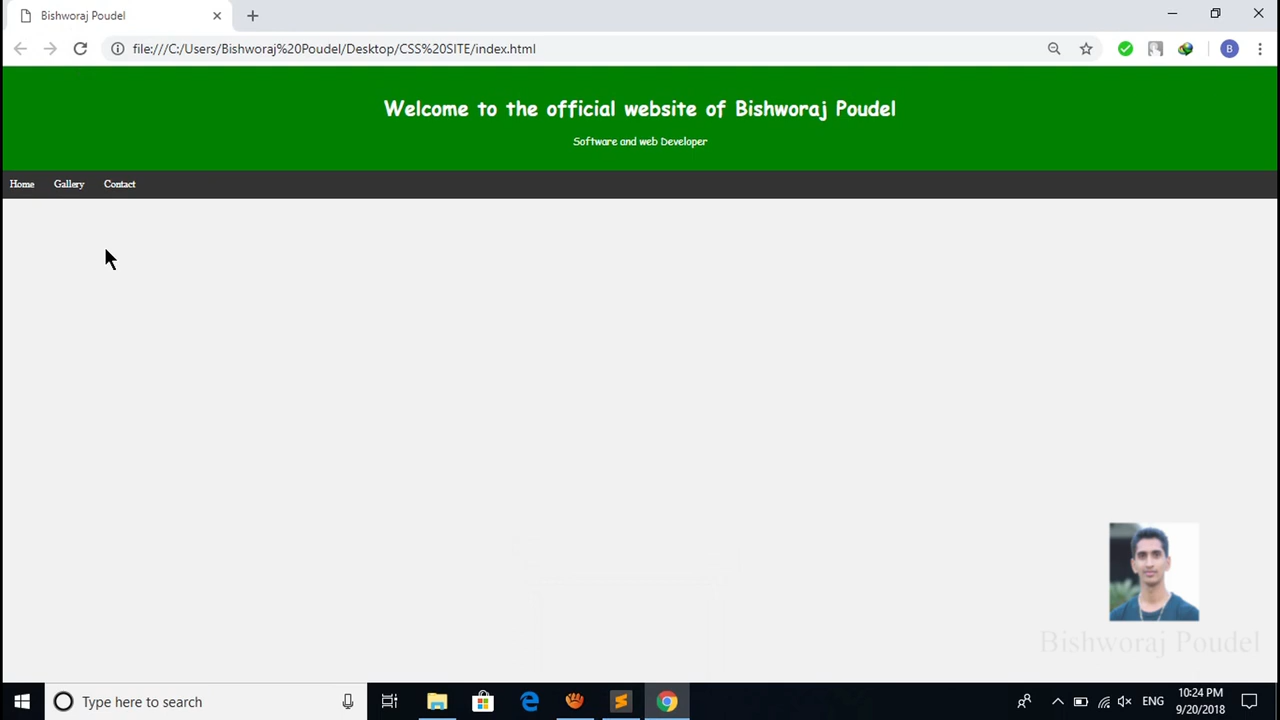 Bishworaj Poudel
file:///C:/Users/Bishworaj%20Poudel/Desktop/CSS%20SITE/index.html
B
Welcome to the official website of Bishworaj Poudel
Software and web Developer
Home Gallery Contact
Bishworaj Poudel
Type here to search
ENG
10:24 PM
9/20/2018